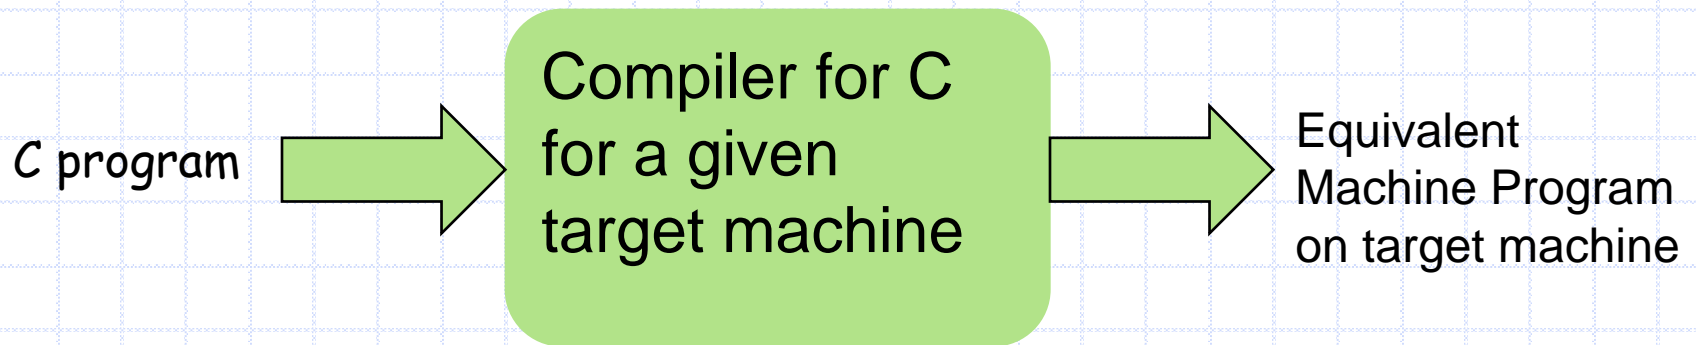 C program
Compiler for C
for a given
target machine
Equivalent
Machine Program
on target machine